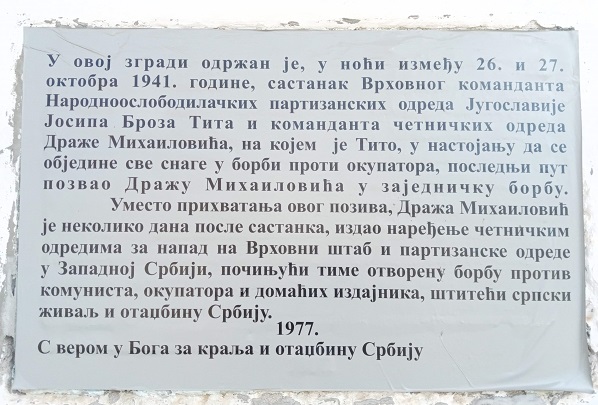 У овој згради одржан је, у ноћи између 26. и 27.
октобра 1941. године, састанак Врховног команданта
Народноослободилачких партизанских одреда Југославије
Јосипа Броза Тита и команданта четничких одреда
Драже Михаиловића, на којем је Тито, у настојању да се
обједине све снаге у борби проти окупатора, последњи пут
позвао Дражу Михаиловића у заједничку борбу.
Уместо прихватања овог позива, Дража Михаиловић
је неколико дана после састанка, издао наређење четничким
одредима за напад на Врховни штаб и партизанске одреде
у Западној Србији, почињући тиме отворену борбу против
комуниста, окупатора и домаћих издајника, штитећи српски
живаљ и отаџбину Србију.
1977.
С вером у Бога за краља и отаџбину Србију